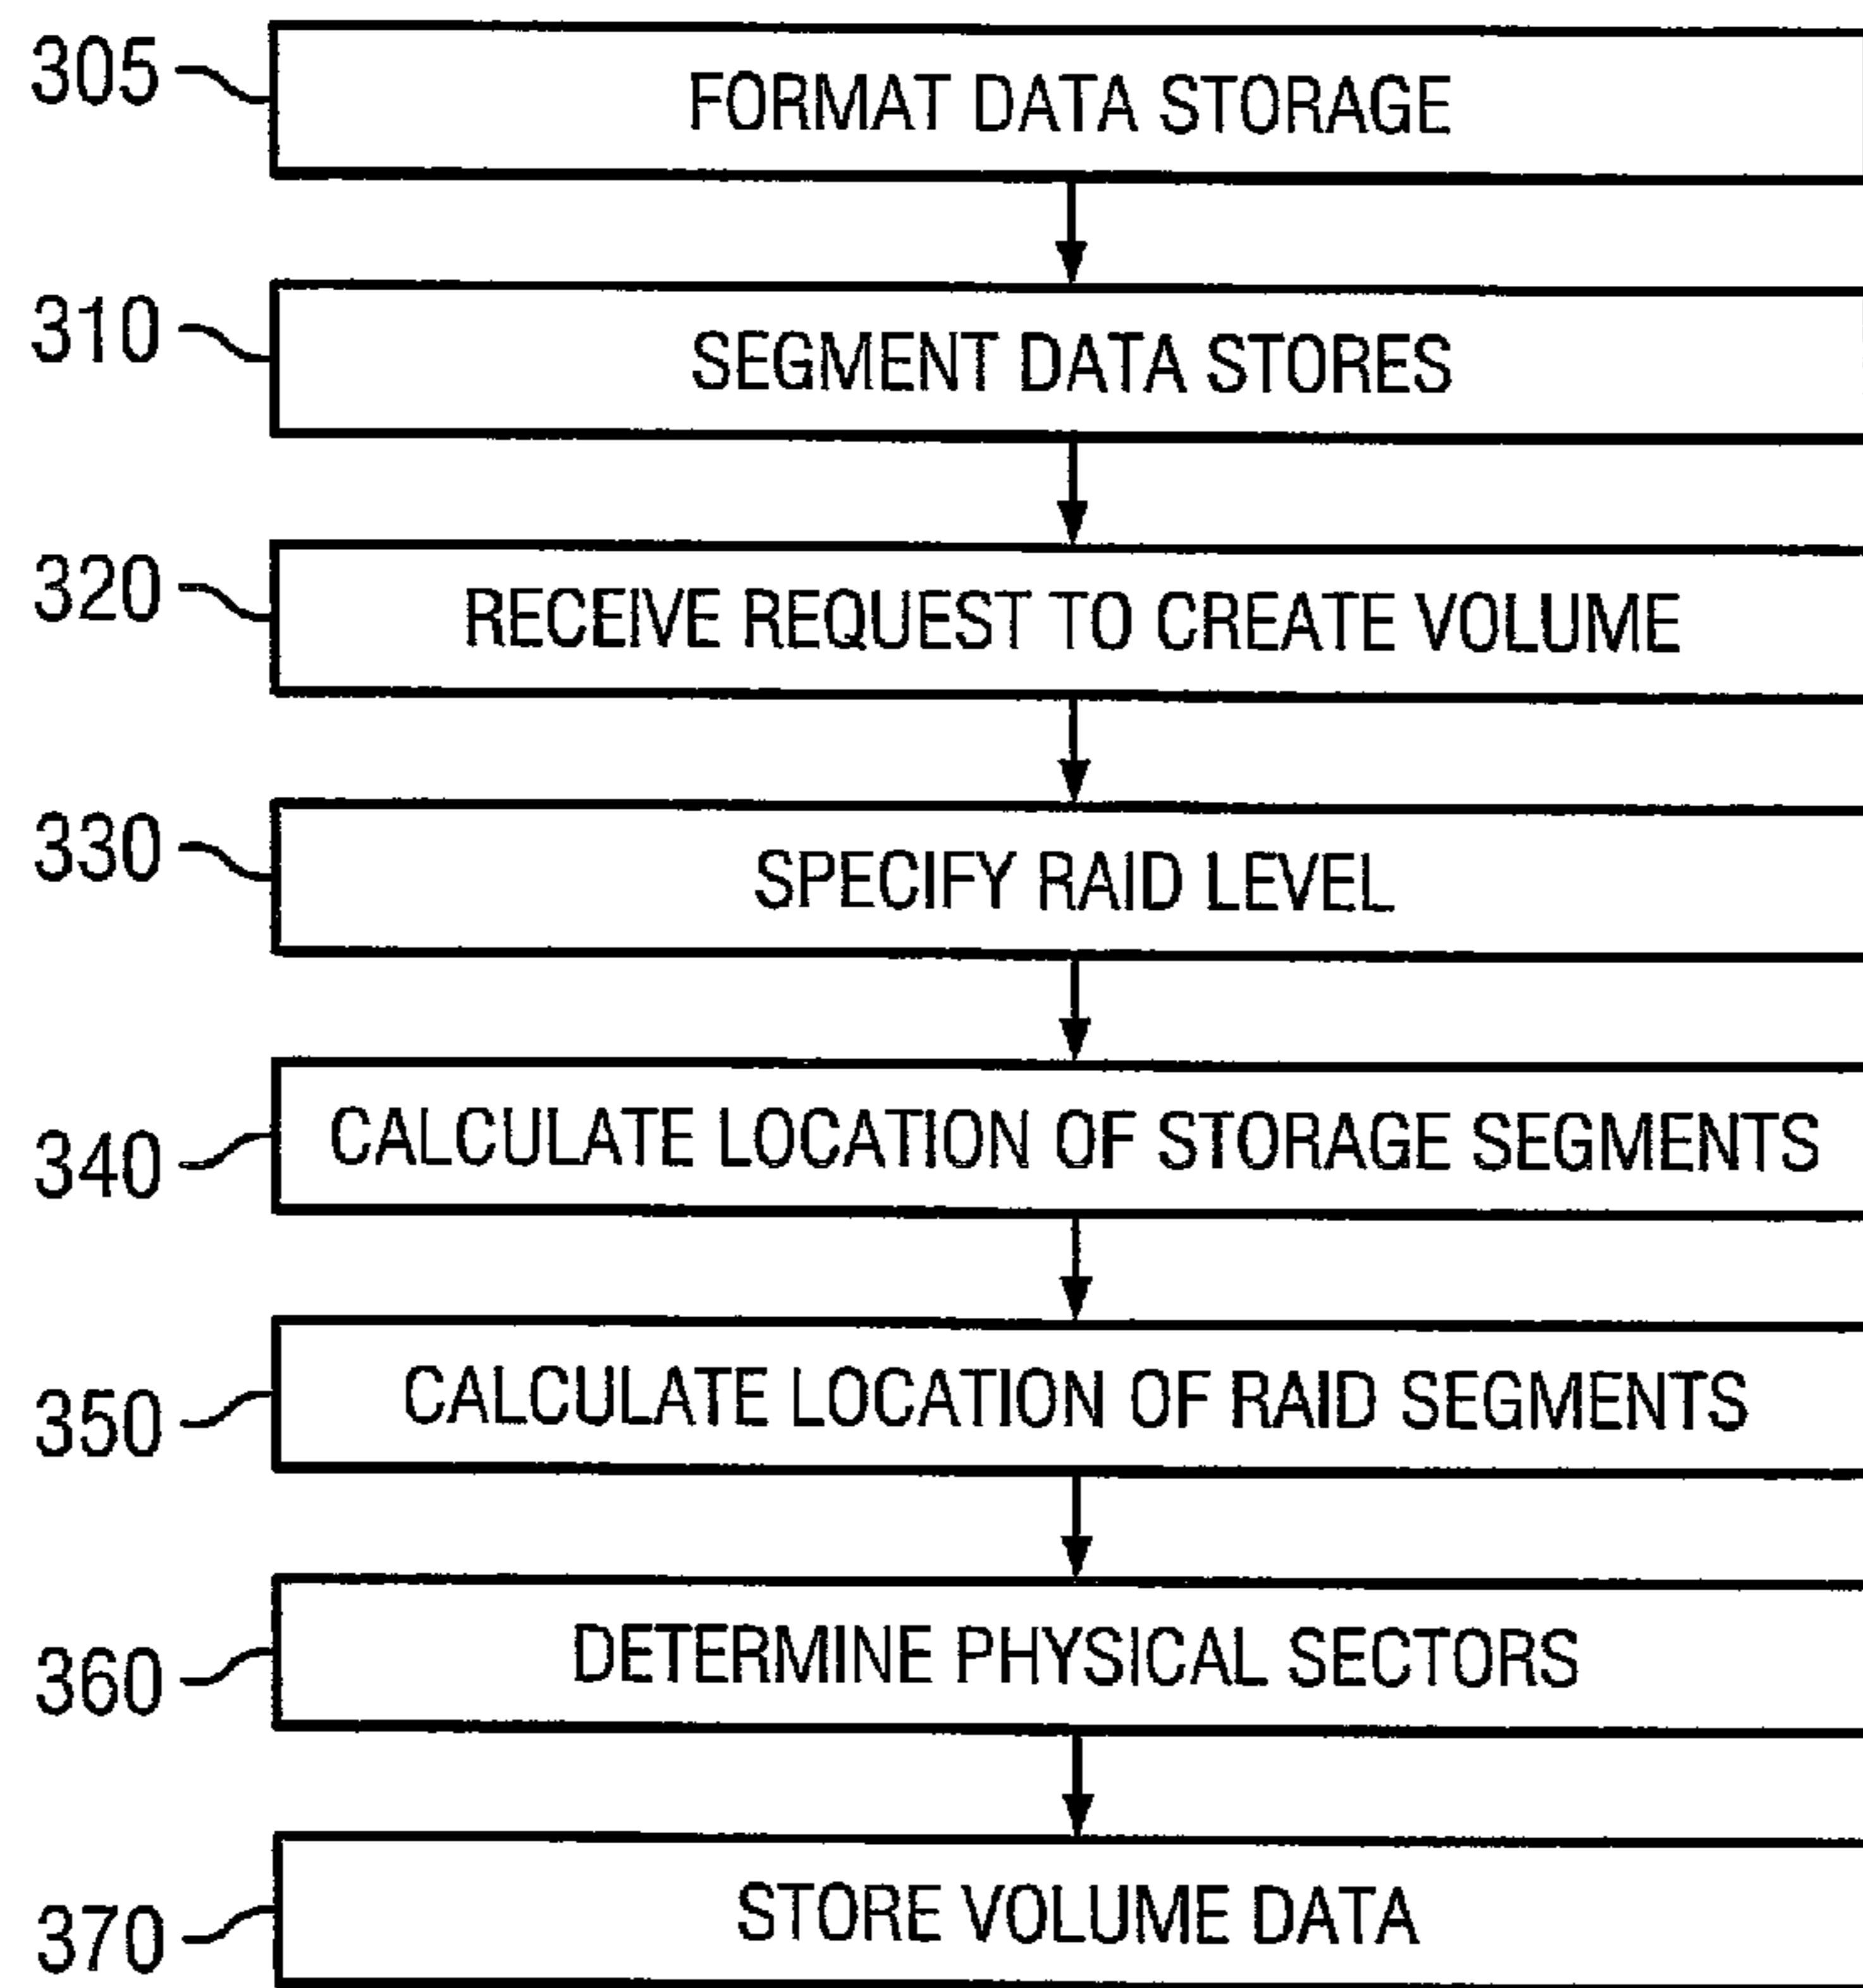 305 FORMAT DATA STORAGE
310 SEGMENT DATA STORES
320 RECEIVE REQUEST TO CREATE VOLUME
330 SPECIFY RAID LEVEL
340 CALCULATE LOCATION OF STORAGE SEGMENTS
350 CALCULATE LOCATION OF RAID SEGMENTS
360 DETERMINE PHYSICAL SECTORS
370 STORE VOLUME DATA